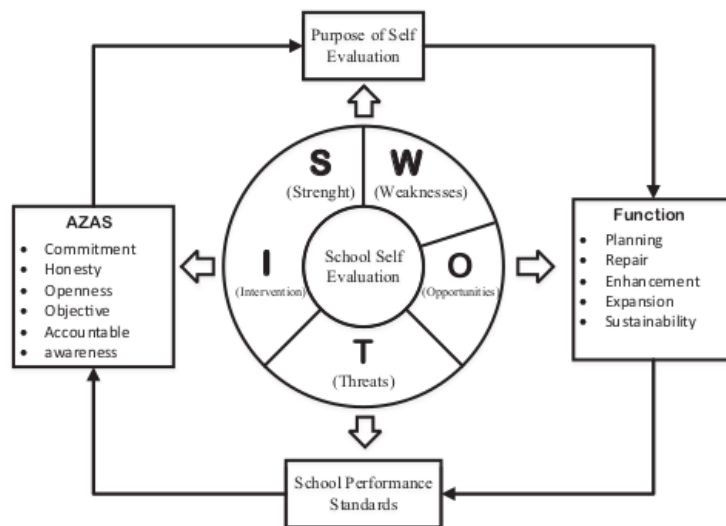 Purpose of Self
Evaluation
S
(Strenght)
W
(Weaknesses)
AZAS
• Commitment
• Honesty
• Openness
• Objective
• Accountable
• awareness
I
(Intervention)
School Self
Evaluation
O
(Opportunities)
Function
• Planning
• Repair
• Enhancement
• Expansion
• Sustainability
T
(Threats)
School Performance
Standards